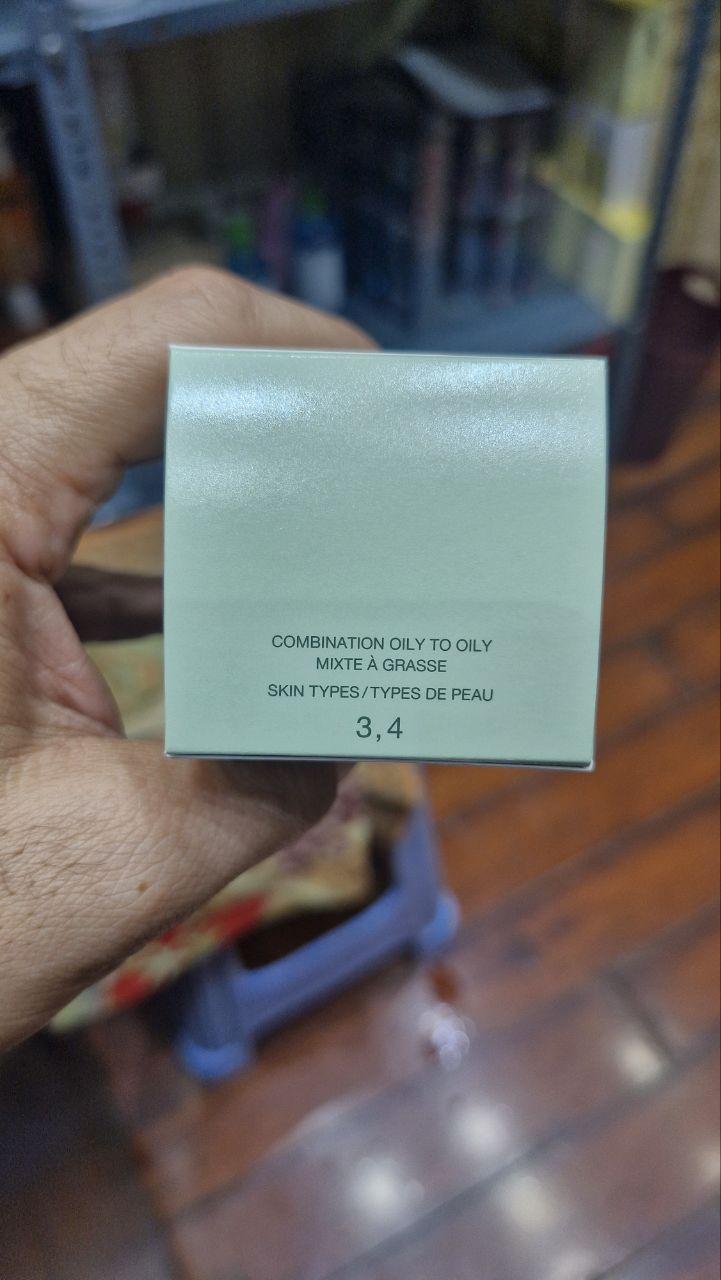 COMBINATION OILY TO OILY
MIXTE À GRASSE
SKIN TYPES/TYPES DE PEAU
3,4